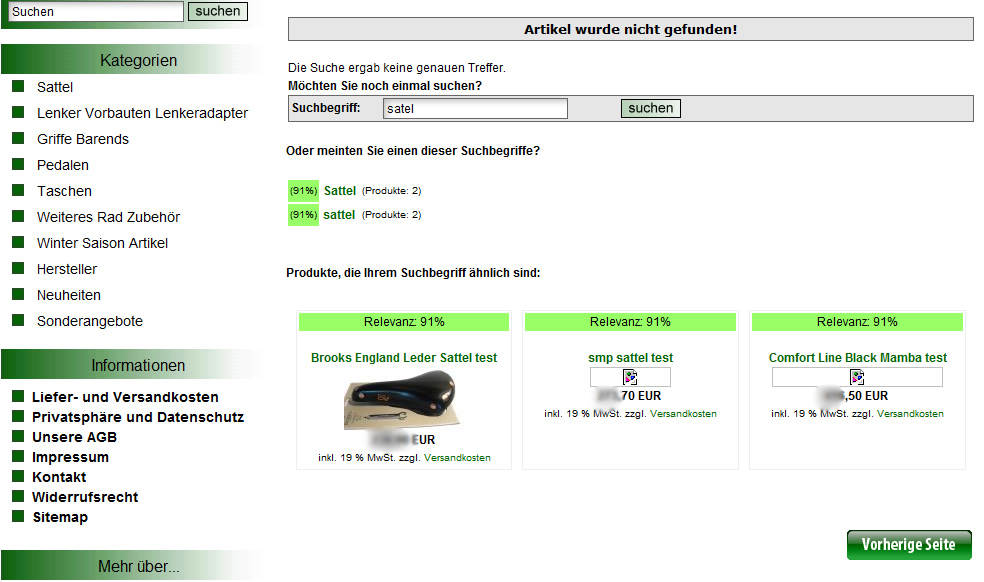 Suchen
suchen
Kategorien
Sattel
Lenker Vorbauten Lenkeradapter
Griffe Barends
Pedalen
Taschen
Weiteres Rad Zubehör
Winter Saison Artikel
Hersteller
Neuheiten
Sonderangebote
Informationen
Liefer- und Versandkosten
Privatsphäre und Datenschutz
Unsere AGB
Impressum
Kontakt
Widerrufsrecht
Sitemap
Mehr über...
Artikel wurde nicht gefunden!
Die Suche ergab keine genauen Treffer.
Möchten Sie noch einmal suchen?
Suchbegriff: satel suchen
Oder meinten Sie einen dieser Suchbegriffe?
(91%) Sattel (Produkte: 2)
(91%) sattel (Produkte: 2)
Produkte, die Ihrem Suchbegriff ähnlich sind:
Relevanz: 91%
Brooks England Leder Sattel test
EUR
inkl. 19 % MwSt. zzgl. Versandkosten
Relevanz: 91%
smp sattel test
,70 EUR
inkl. 19 % MwSt. zzgl. Versandkosten
Relevanz: 91%
Comfort Line Black Mamba test
,50 EUR
inkl. 19 % MwSt. zzgl. Versandkosten
Vorherige Seite